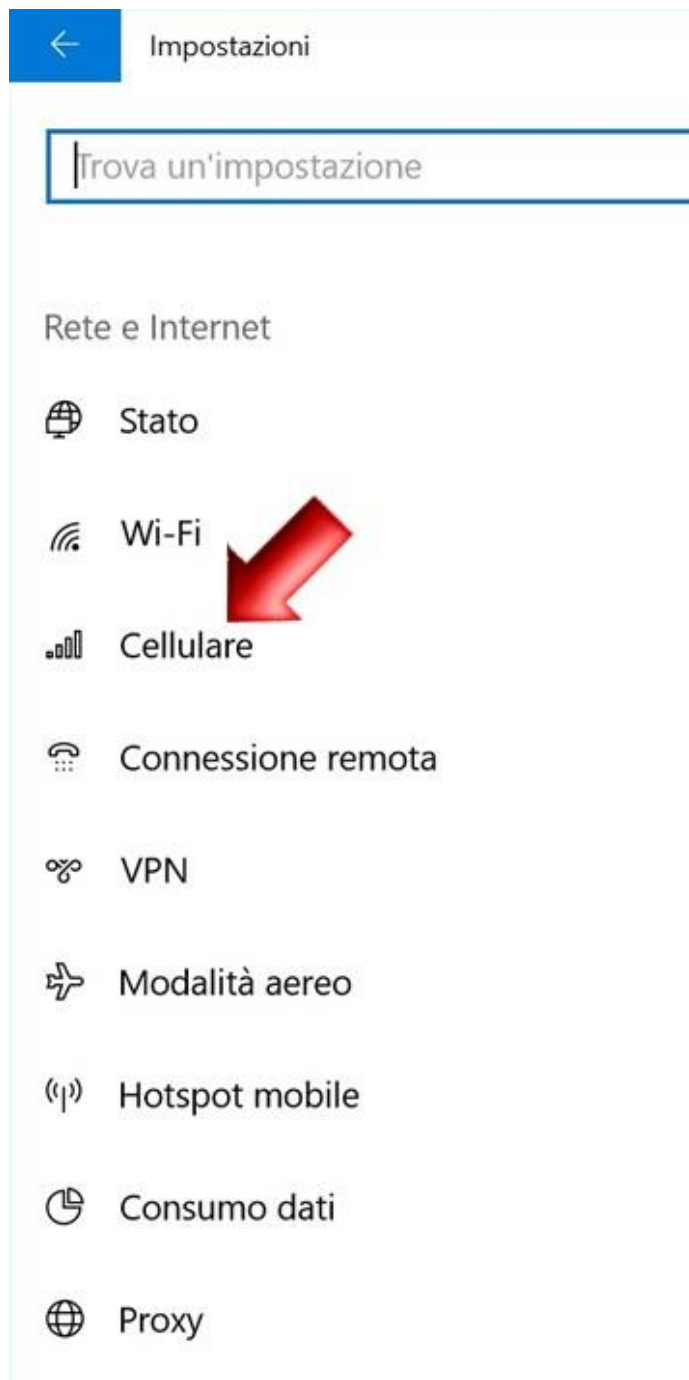 Impostazioni
Trova un'impostazione
Rete e Internet
Stato
Wi-Fi
Cellulare
Connessione remota
VPN
Modalità aereo
Hotspot mobile
Consumo dati
Proxy